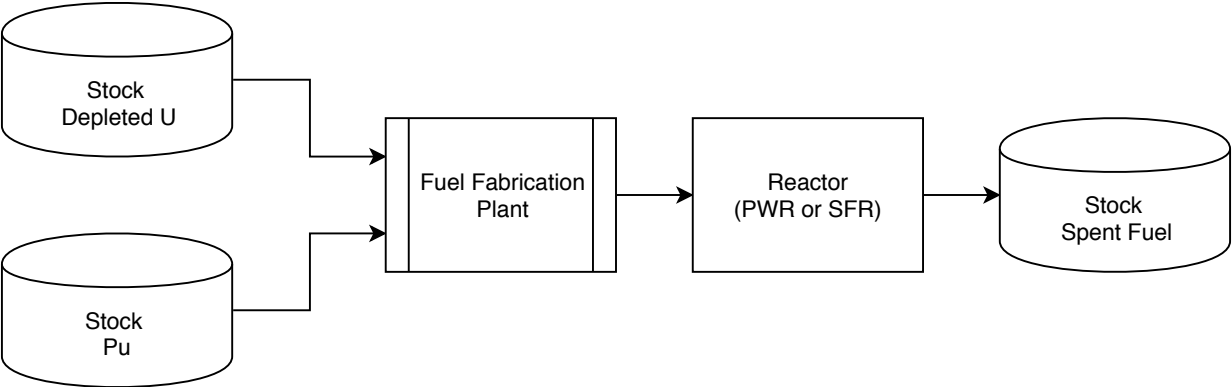 Stock
Depleted U
Stock
Pu
Fuel Fabrication
Plant
Reactor
(PWR or SFR)
Stock
Spent Fuel